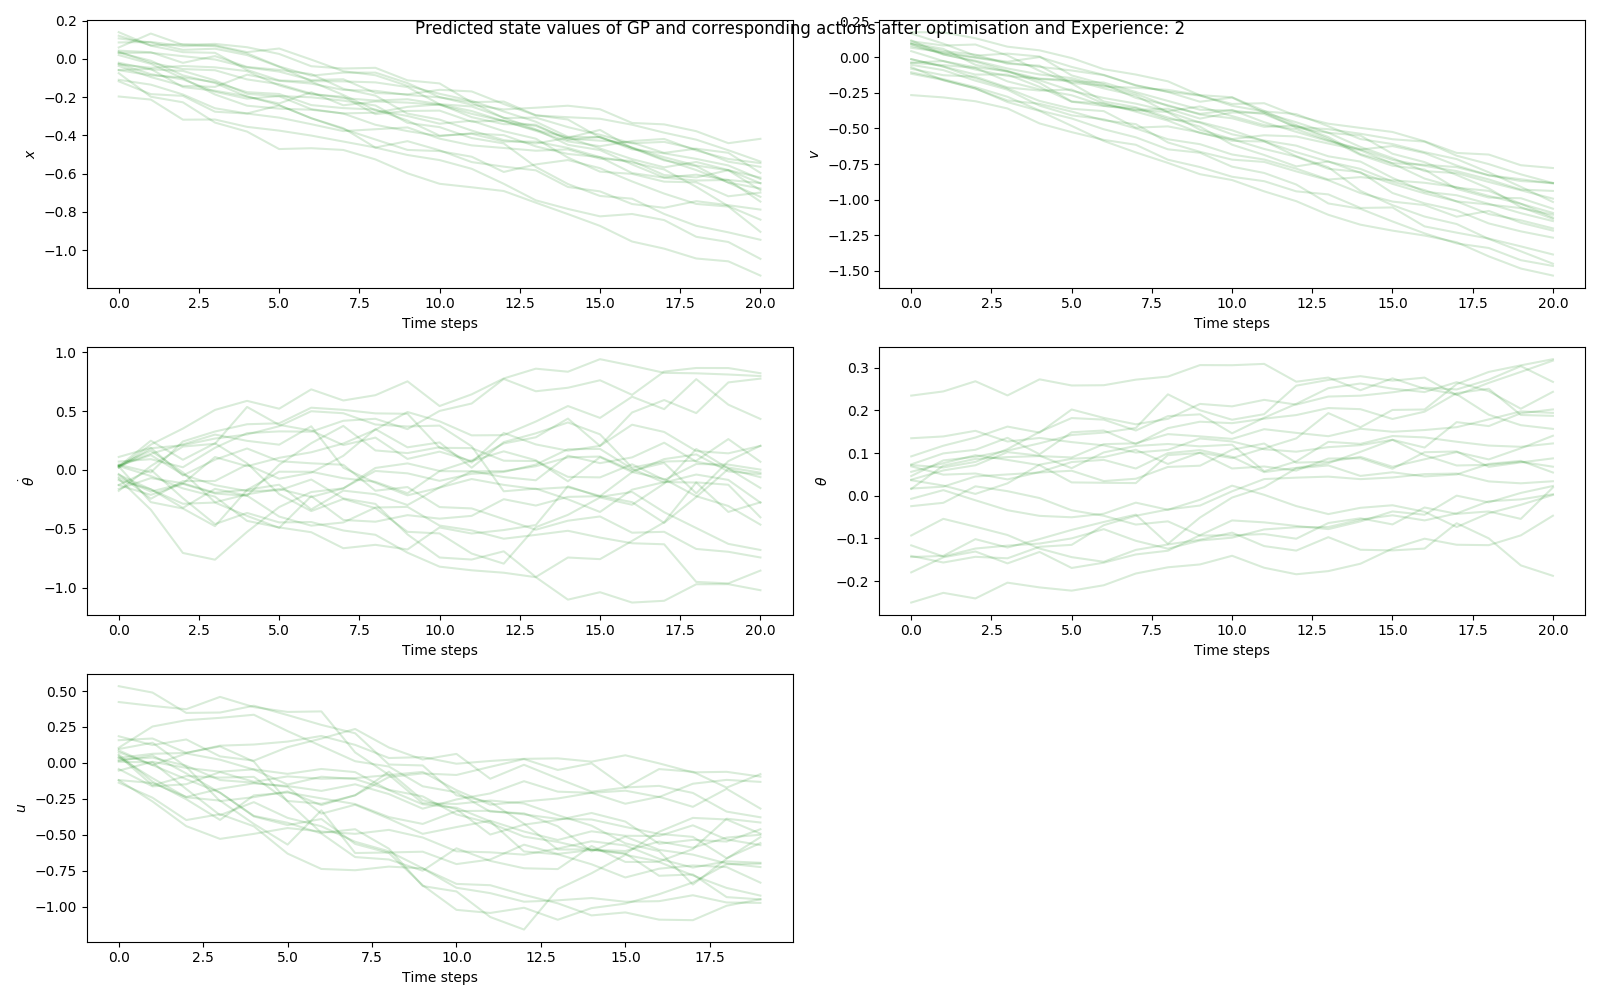 Predicted state values of GP and corresponding actions after optimisation and Experience: 2
0.2
0.0
−0.2
−0.4
−0.6
−0.8
−1.0
x
0.0 2.5 5.0 7.5 10.0 12.5 15.0 17.5 20.0
Time steps
0.25
0.00
−0.25
−0.50
−0.75
−1.00
−1.25
−1.50
v
0.0 2.5 5.0 7.5 10.0 12.5 15.0 17.5 20.0
Time steps
1.0
0.5
0.0
−0.5
−1.0
θ̇
0.0 2.5 5.0 7.5 10.0 12.5 15.0 17.5 20.0
Time steps
0.3
0.2
0.1
0.0
−0.1
−0.2
θ
0.0 2.5 5.0 7.5 10.0 12.5 15.0 17.5 20.0
Time steps
0.50
0.25
0.00
−0.25
−0.50
−0.75
−1.00
u
0.0 2.5 5.0 7.5 10.0 12.5 15.0 17.5
Time steps